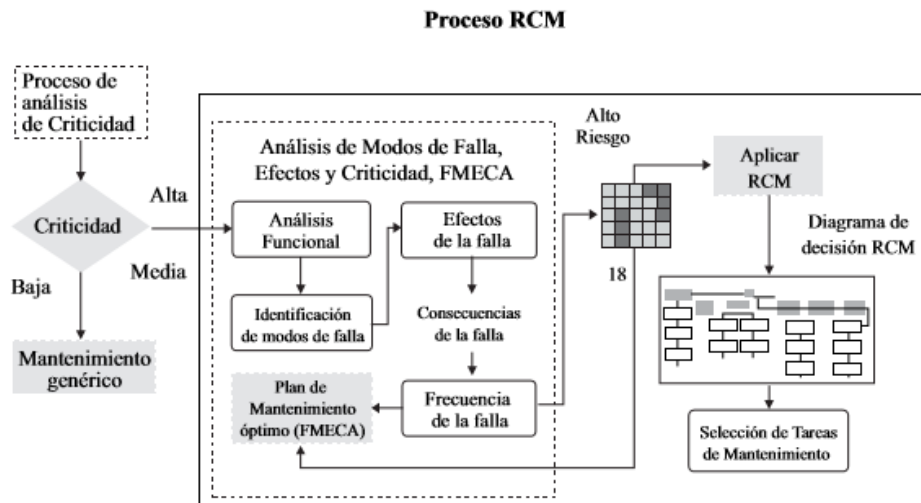 Proceso RCM
Proceso de
análisis
de Criticidad
Criticidad
Alta
Media
Baja
Mantenimiento
genérico
Análisis de Modos de Falla,
Efectos y Criticidad, FMECA
Análisis
Funcional
Identificación
de modos de falla
Efectos
de la falla
Consecuencias
de la falla
Frecuencia
de la falla
Plan de
Mantenimiento
óptimo (FMECA)
Alto
Riesgo
18
Aplicar
RCM
Diagrama de
decisión RCM
Selección de Tareas
de Mantenimiento